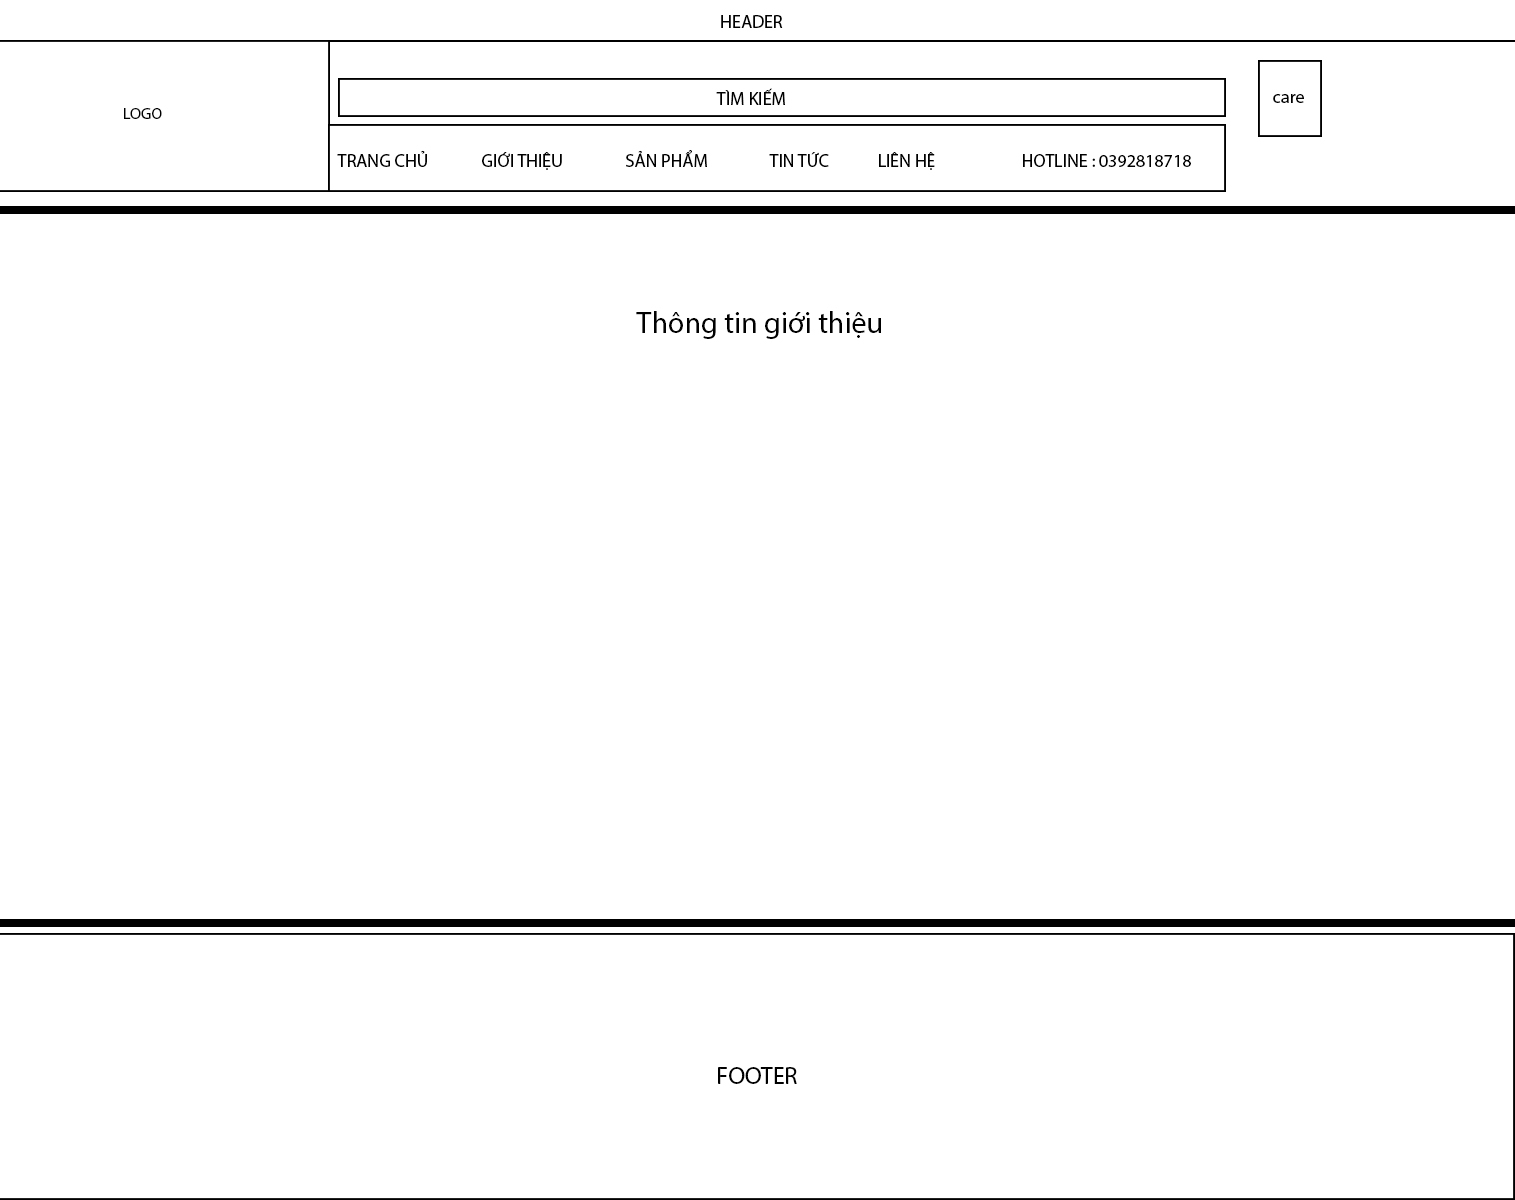 HEADER
LOGO
TÌM KIẾM
care
TRANG CHỦ GIỚI THIỆU SẢN PHẨM TIN TỨC LIÊN HỆ HOTLINE : 0392818718
Thông tin giới thiệu
FOOTER